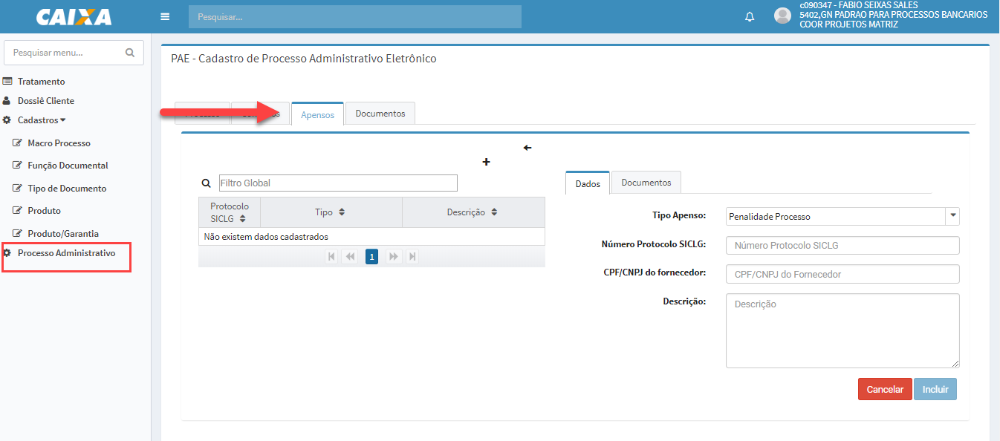 CAIXA
Pesquisar...
c090347 - FABIO SEIXAS SALES
5402,GN PADRAO PARA PROCESSOS BANCARIOS
COOR PROJETOS MATRIZ
Pesquisar menu...
Tratamento
Dossiê Cliente
Cadastros
Macro Processo
Função Documental
Tipo de Documento
Produto
Produto/Garantia
Processo Administrativo
PAE - Cadastro de Processo Administrativo Eletrônico
Apensos
Documentos
Filtro Global
Protocolo
SICLG
Tipo
Descrição
Não existem dados cadastrados
1
Dados
Documentos
Tipo Apenso:
Penalidade Processo
Número Protocolo SICLG:
Número Protocolo SICLG
CPF/CNPJ do fornecedor:
CPF/CNPJ do Fornecedor
Descrição:
Descrição
Cancelar
Incluir